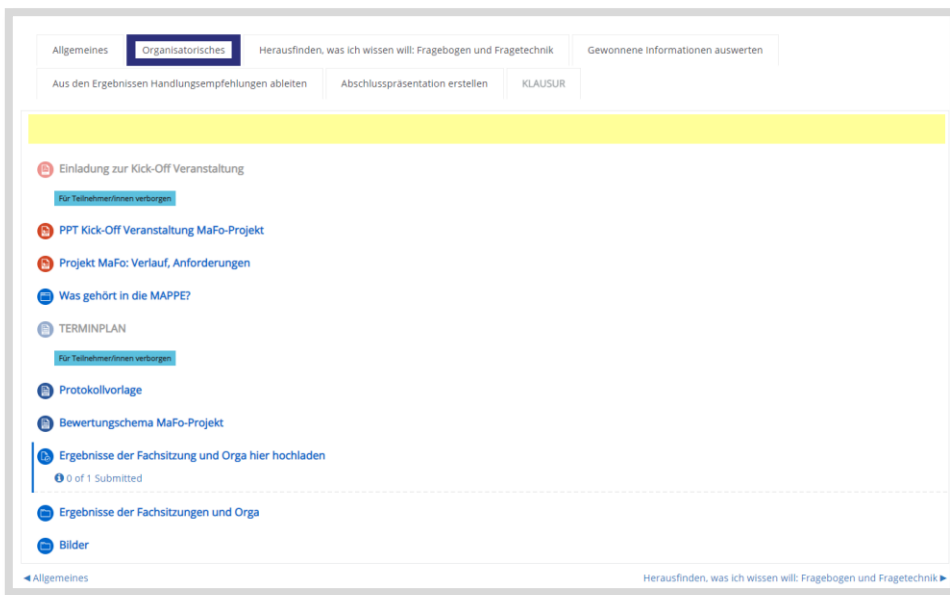 Allgemeines Organisatorisches Herausfinden, was ich wissen will: Fragebogen und Fragetechnik Gewonnene Informationen auswerten
Aus den Ergebnissen Handlungsempfehlungen ableiten Abschlusspräsentation erstellen KLAUSUR
Einladung zur Kick-Off Veranstaltung
Für Teilnehmer/innen verborgen
PPT Kick-Off Veranstaltung MaFo-Projekt
Projekt MaFo: Verlauf, Anforderungen
Was gehört in die MAPPE?
TERMINPLAN
Für Teilnehmer/innen verborgen
Protokollvorlage
Bewertungschema MaFo-Projekt
Ergebnisse der Fachsitzung und Orga hier hochladen
0 of 1 Submitted
Ergebnisse der Fachsitzungen und Orga
Bilder
◄ Allgemeines Herausfinden, was ich wissen will: Fragebogen und Fragetechnik ►